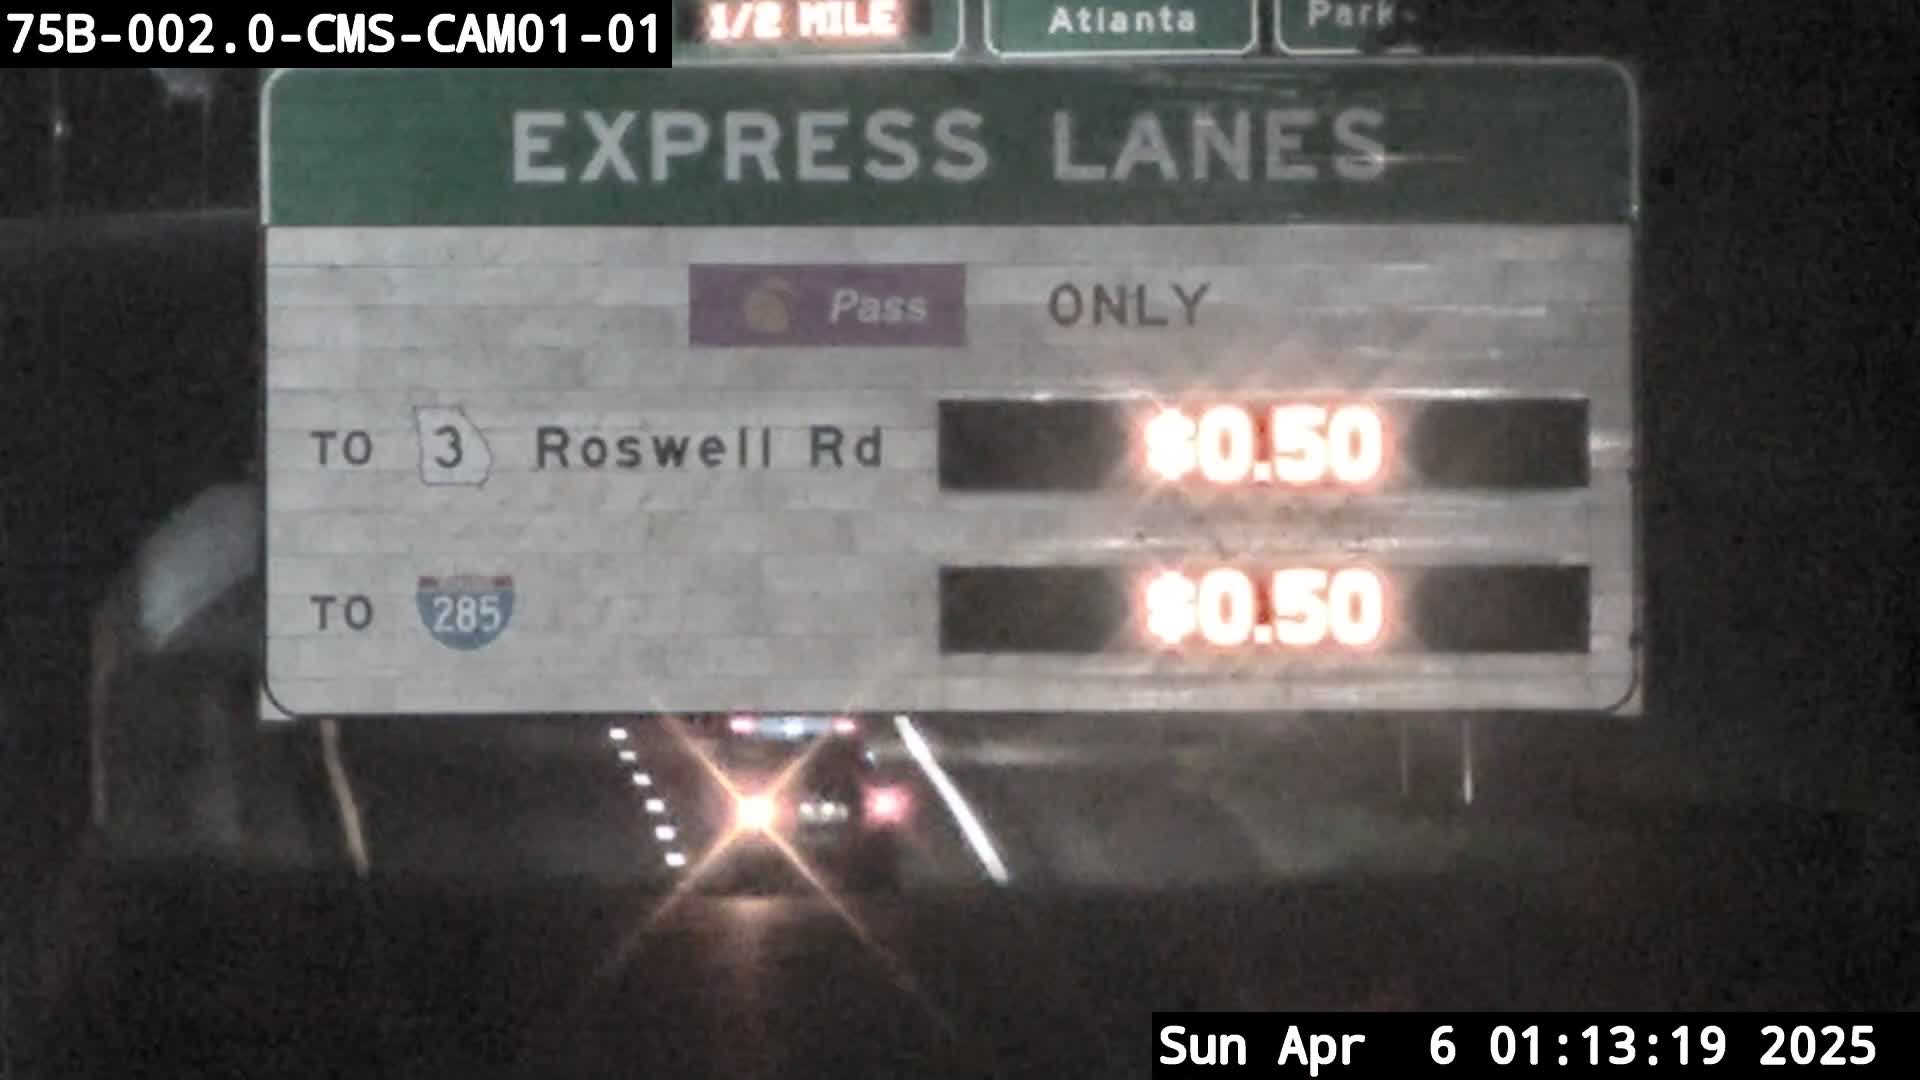 75B-002.0-CMS-CAM01-01
1/2 MILE
Atlanta
Park
EXPRESS LANES
Pass ONLY
TO 3 Roswell Rd $0.50
TO 285 $0.50
Sun Apr 6 01:13:19 2025